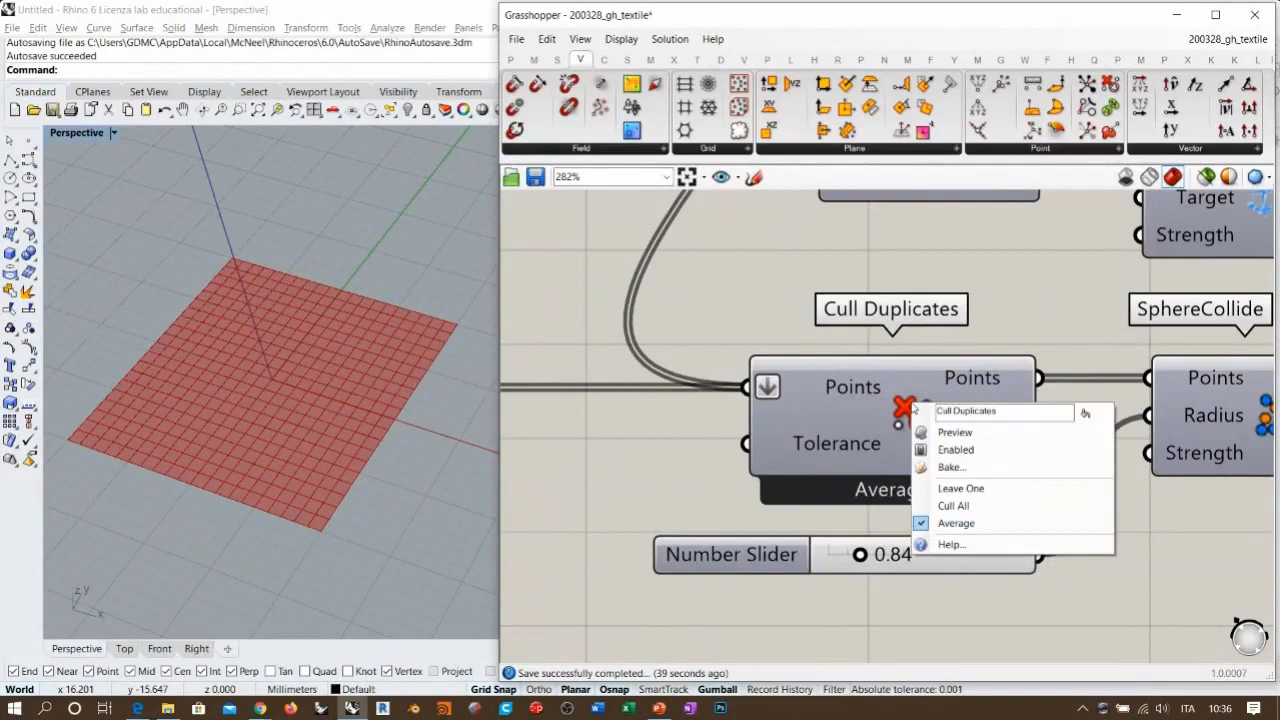 Untitled - Rhino 6 Licenza lab educational - [Perspective]
File Edit View Curve Surface Solid Mesh Dimension Transform Tools Analyze Render Panels
Autosaving file as C:\Users\GDMC\AppData\Local\McNeel\Rhinoceros\6.0\AutoSave\RhinoAutosave.3dm
Autosave succeeded
Command:
Standard CPlanes Set View Display Select Viewport Layout Visibility Transform
Perspective
z y
x
Perspective Top Front Right
End Near Point Mid Cen Int Perp Tan Quad Knot Vertex Project
World x 16.201 y -15.647 z 0.000 Millimeters Default Grid Snap Ortho Planar Osnap SmartTrack Gumball Record History Filter Absolute tolerance: 0.001
Grasshopper - 200328_gh_textile*
File Edit View Display Solution Help
200328_gh_textile*
P M S V C S M I T D W M L K H E F G D K R F U W P E M A B T C P L N
Field Grid Plane Point Vector
282%
Target
Strength
Cull Duplicates
SphereCollide
Points
Tolerance
Points
Averag
Points
Radius
Strength
Cull Duplicates
Preview
Enabled
Bake...
Leave One
Cull All
Average
Help...
Number Slider
0.84
Save successfully completed... (39 seconds ago)
1.0.0007
ITA 10:36